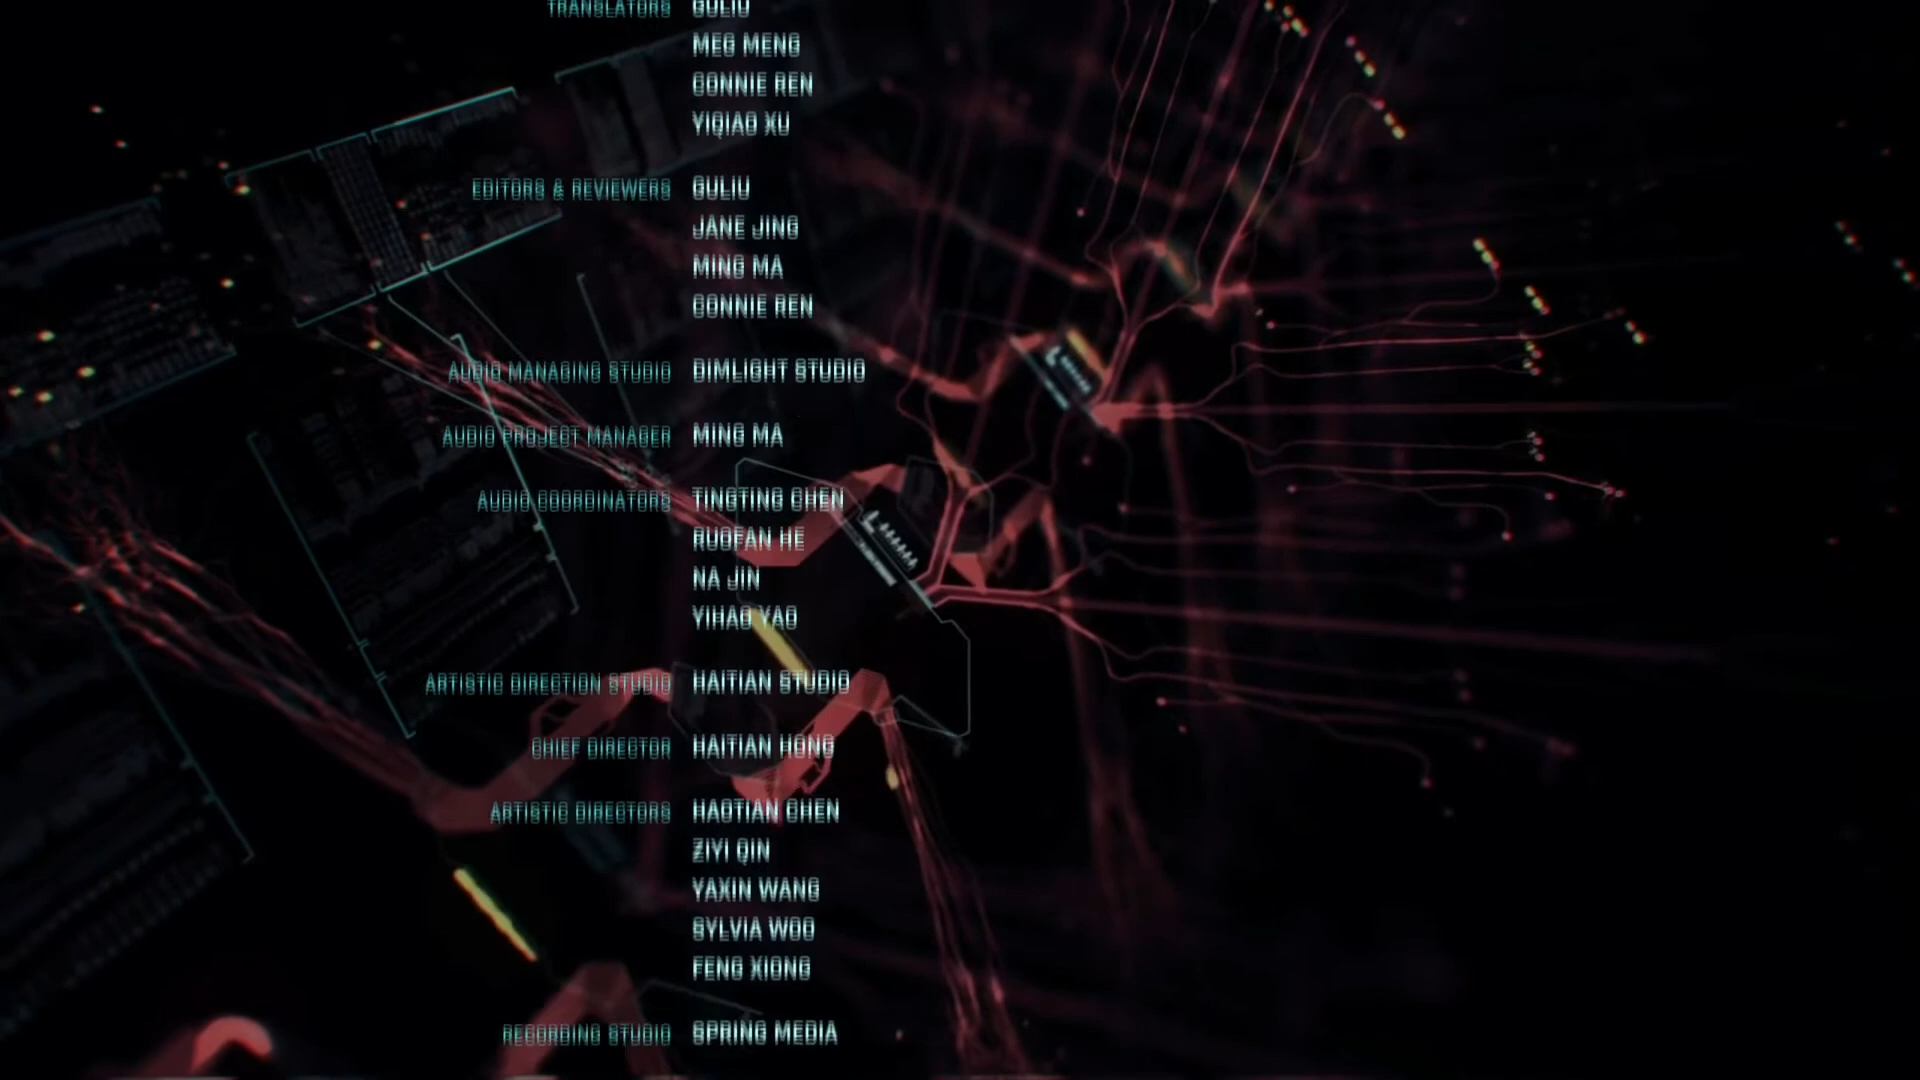 TRANSLATORS GULIU
MEG MENG
CONNIE REN
YIQIAO XU
EDITORS & REVIEWERS GULIU
JANE JING
MING MA
CONNIE REN
AUDIO MANAGING STUDIO DIMLIGHT STUDIO
AUDIO PROJECT MANAGER MING MA
AUDIO COORDINATORS TINGTING CHEN
RUOFAN HE
NA JIN
YIHAO YAO
ARTISTIC DIRECTION STUDIO HAITIAN STUDIO
CHIEF DIRECTOR HAITIAN HONG
ARTISTIC DIRECTORS HAOTIAN CHEN
ZIYI QIN
YAXIN WANG
SYLVIA WOO
FENG XIONG
RECORDING STUDIO SPRING MEDIA